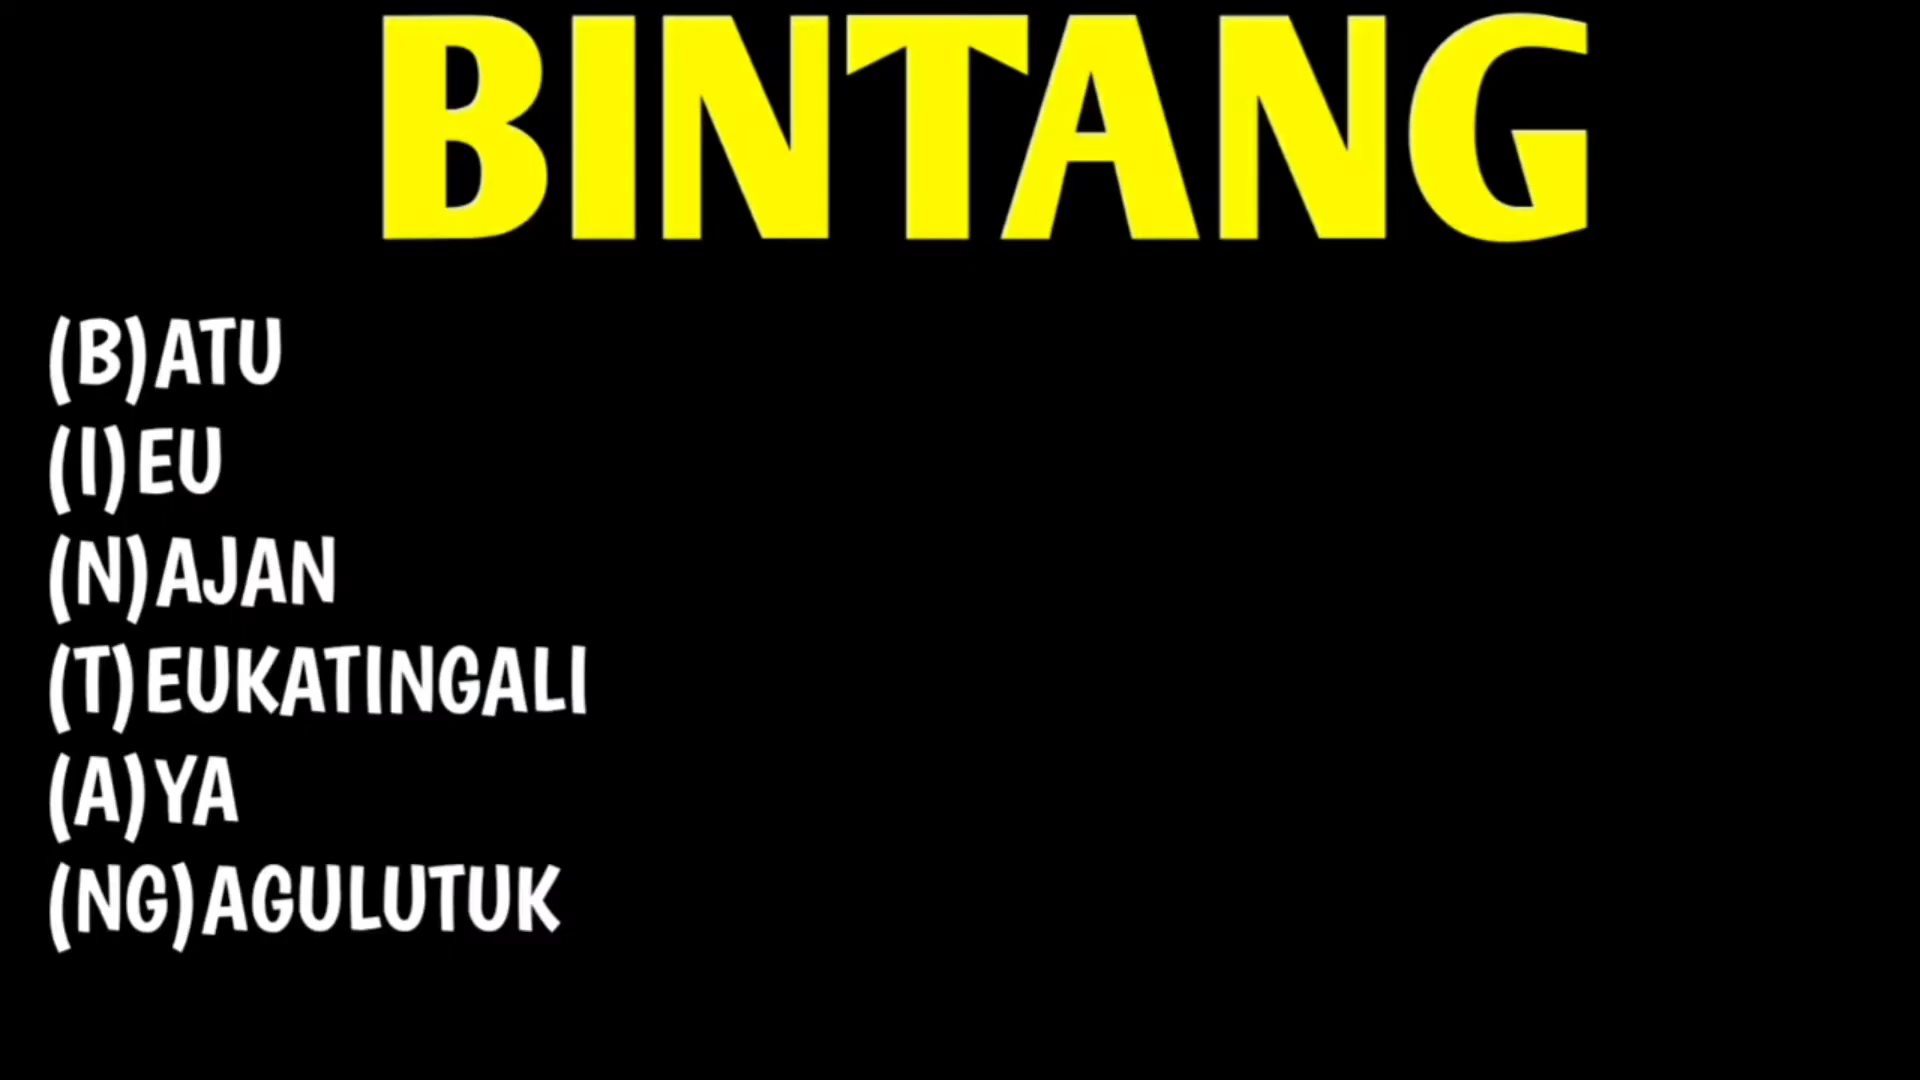 BINTANG
(B)ATU
(I)EU
(N)AJAN
(T)EUKATINGALI
(A)YA
(NG)AGULUTUK